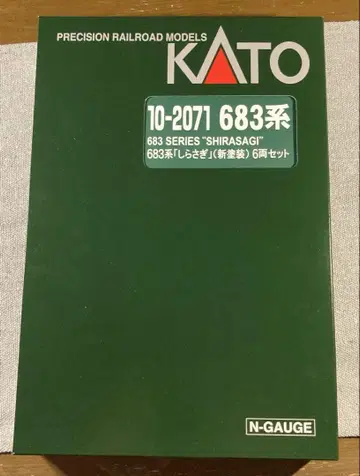 PRECISION RAILROAD MODELS
KATO
10-2071 683系
683 SERIES "SHIRASAGI"
683系「しらさぎ」（新塗装）6両セット
N-GAUGE